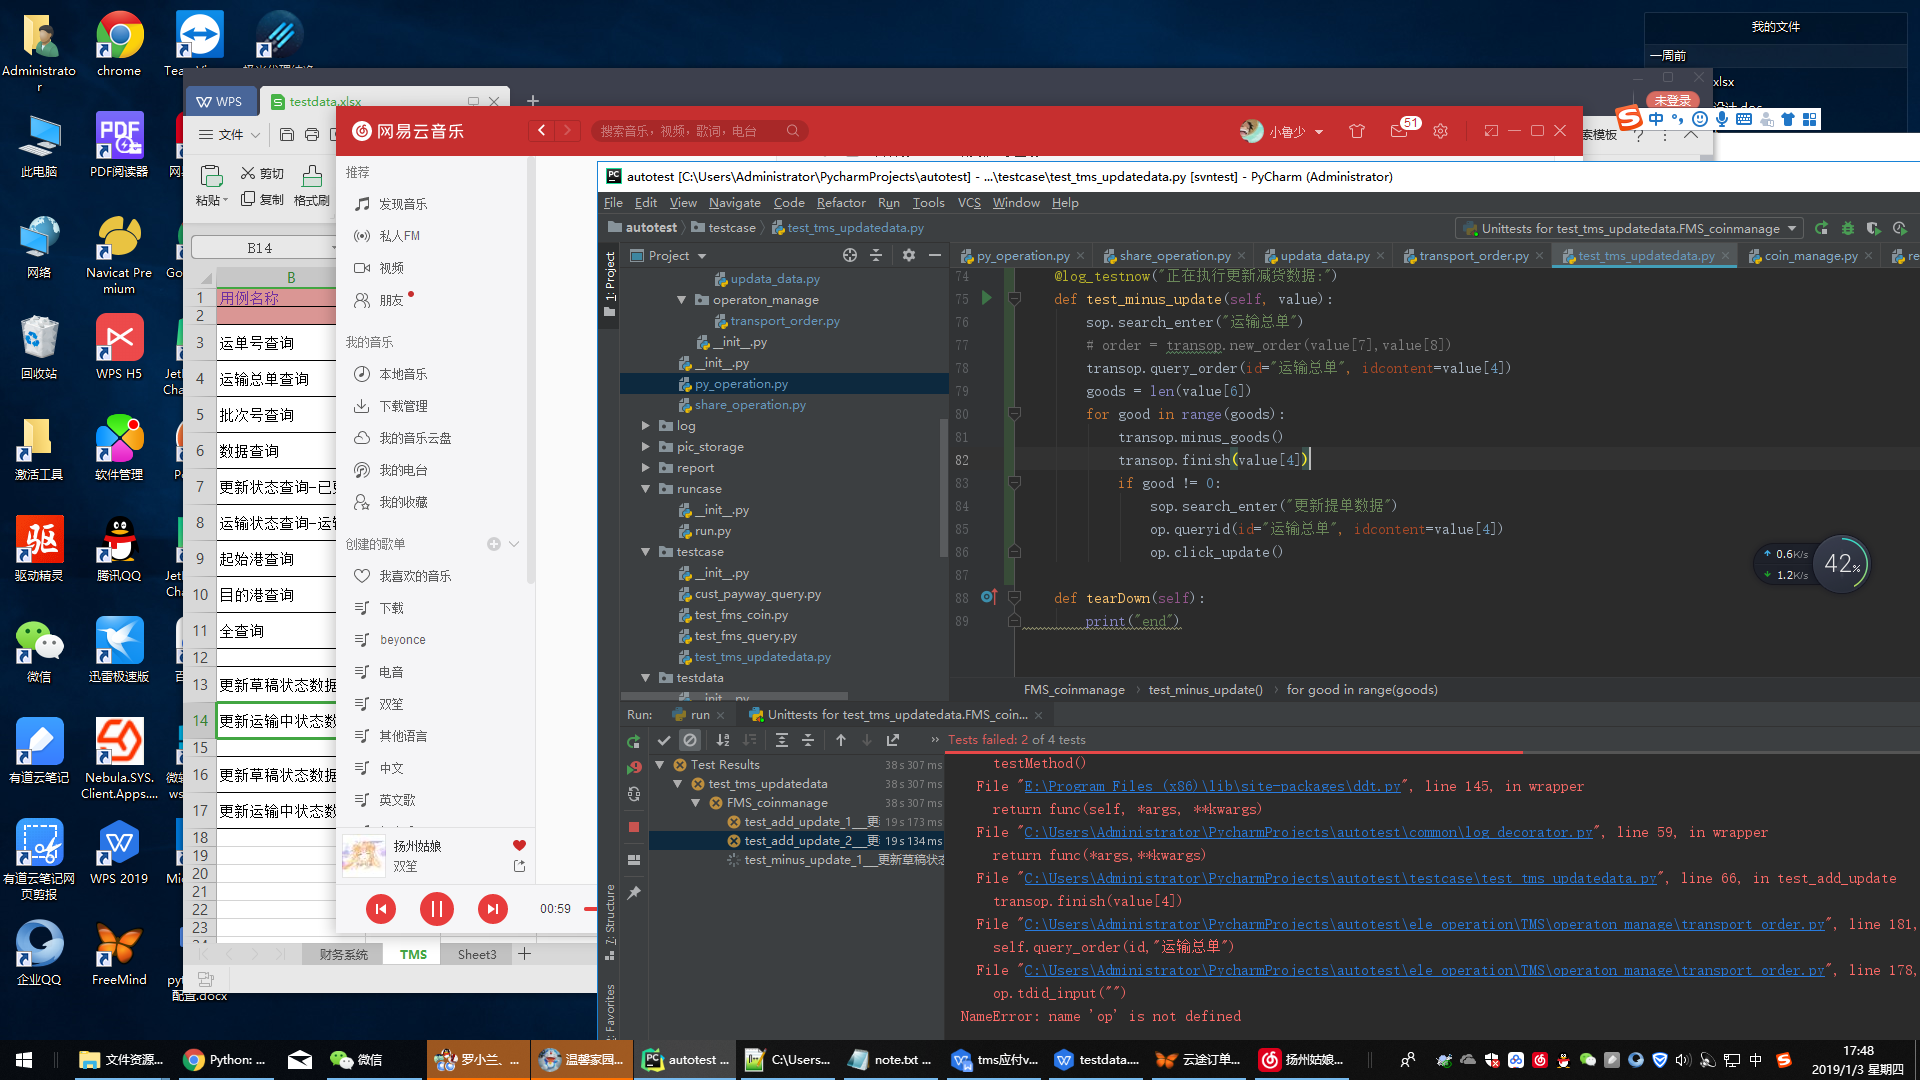 Administrato
r
chrome
此电脑
PDF阅读器
网络
Navicat Pre
mium
回收站
WPS H5
激活工具
软件管理
驱动精灵
腾讯QQ
微信
迅雷极速版
有道云笔记
Nebula.SYS.
Client.Apps....
有道云笔记网
页剪报
WPS 2019
企业QQ
FreeMind
配置.docx
我的文件
一周前
xlsx
WPS
testdata.xlsx
未登录
文件
粘贴
剪切
复制
格式刷
B14
B
1 用例名称
2
3 运单号查询
4 运输总单查询
5 批次号查询
6 数据查询
7 更新状态查询-已更
8 运输状态查询-运输
9 起始港查询
10 目的港查询
11 全查询
12
13 更新草稿状态数据
14 更新运输中状态数
15
16 更新草稿状态数据
17 更新运输中状态数
18
19
20
21
22
23
财务系统
TMS
Sheet3
网易云音乐
搜索音乐，视频，歌词，电台
小鲁少
51
推荐
发现音乐
私人FM
视频
朋友
我的音乐
本地音乐
下载管理
我的音乐云盘
我的电台
我的收藏
创建的歌单
我喜欢的音乐
下载
beyonce
电音
双笙
其他语言
中文
英文歌
扬州姑娘
双笙
00:59
autotest [C:\Users\Administrator\PycharmProjects\autotest] - ...\testcase\test_tms_updatedata.py [svntest] - PyCharm (Administrator)
File Edit View Navigate Code Refactor Run Tools VCS Window Help
autotest testcase test_tms_updatedata.py
Unittests for test_tms_updatedata.FMS_coinmanage
1: Project
Project
updata_data.py
operaton_manage
transport_order.py
__init__.py
__init__.py
py_operation.py
share_operation.py
log
pic_storage
report
runcase
__init__.py
run.py
testcase
__init__.py
cust_payway_query.py
test_fms_coin.py
test_fms_query.py
test_tms_updatedata.py
testdata
__init__.py
py_operation.py
share_operation.py
updata_data.py
transport_order.py
test_tms_updatedata.py
coin_manage.py
re
74 @log_testnow("正在执行更新减货数据:")
75 def test_minus_update(self, value):
76 sop.search_enter("运输总单")
77 # order = transop.new_order(value[7],value[8])
78 transop.query_order(id="运输总单", idcontent=value[4])
79 goods = len(value[6])
80 for good in range(goods):
81 transop.minus_goods()
82 transop.finish(value[4])
83 if good != 0:
84 sop.search_enter("更新提单数据")
85 op.queryid(id="运输总单", idcontent=value[4])
86 op.click_update()
87
88 def tearDown(self):
89 print("end")
FMS_coinmanage test_minus_update() for good in range(goods)
0.6K/s
1.2K/s
42%
Run: run Unittests for test_tms_updatedata.FMS_coin...
Tests failed: 2 of 4 tests
Test Results 38 s 307 ms
test_tms_updatedata 38 s 307 ms
FMS_coinmanage 38 s 307 ms
test_add_update_1___更 19 s 173 ms
test_add_update_2___更 19 s 134 ms
test_minus_update_1___更新草稿状态
7: Structure
Favorites
testMethod()
File "E:\Program Files (x86)\lib\site-packages\ddt.py", line 145, in wrapper
return func(self, *args, **kwargs)
File "C:\Users\Administrator\PycharmProjects\autotest\common\log_decorator.py", line 59, in wrapper
return func(*args,**kwargs)
File "C:\Users\Administrator\PycharmProjects\autotest\testcase\test_tms_updatedata.py", line 66, in test_add_update
transop.finish(value[4])
File "C:\Users\Administrator\PycharmProjects\autotest\ele_operation\TMS\operaton_manage\transport_order.py", line 181,
self.query_order(id,"运输总单")
File "C:\Users\Administrator\PycharmProjects\autotest\ele_operation\TMS\operaton_manage\transport_order.py", line 178,
op.tdid_input("")
NameError: name 'op' is not defined
文件资源...
Python: ...
微信
罗小兰、...
温馨家园...
autotest ...
C:\Users...
note.txt ...
tms应付v...
testdata....
云途订单...
扬州姑娘...
中
17:48
2019/1/3 星期四